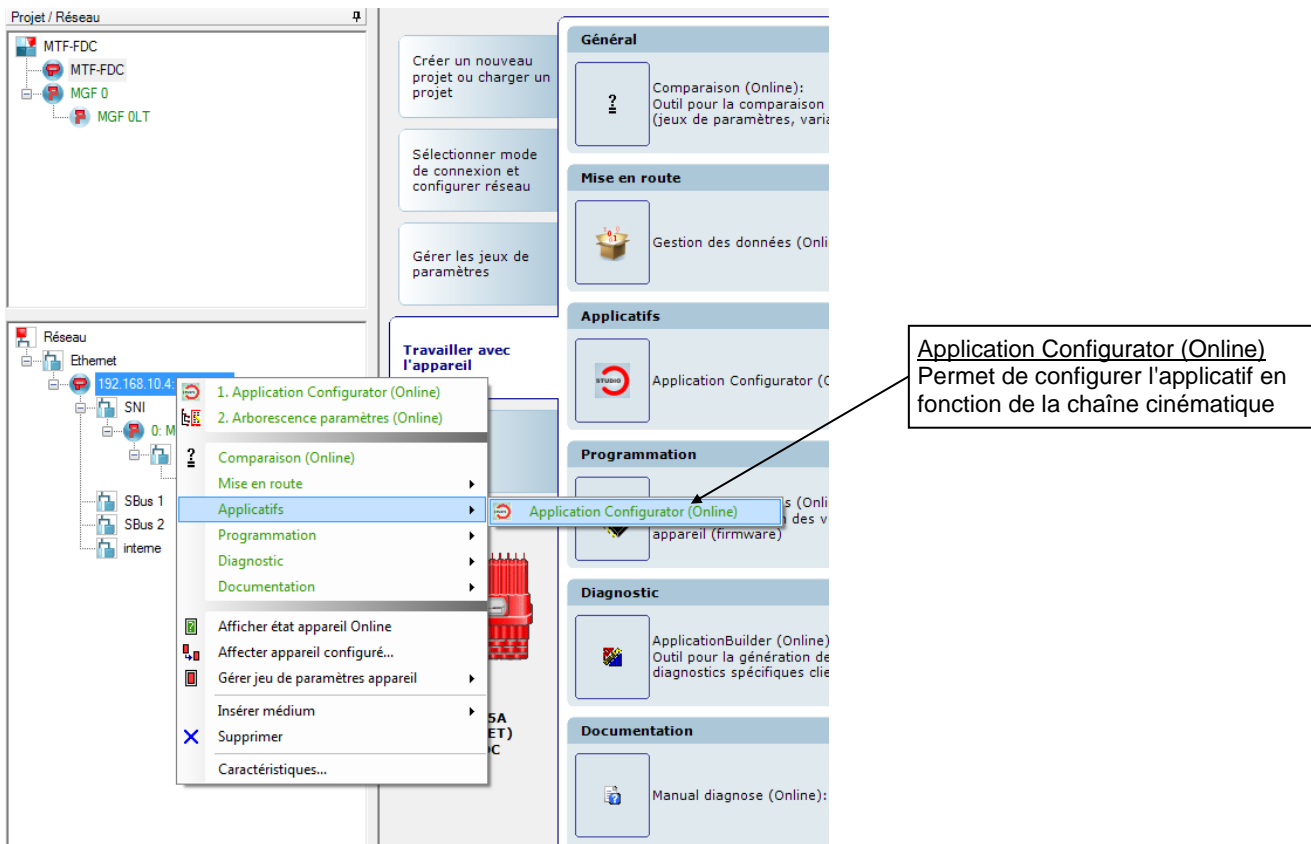 Projet / Réseau
MTF-FDC
MTF-FDC
MGF 0
MGF 0LT
Réseau
Ethernet
192.168.10.4:
SNI
0: M
SBus 1
SBus 2
interne
1. Application Configurator (Online)
2. Arborescence paramètres (Online)
Comparaison (Online)
Mise en route
Applicatifs
Programmation
Diagnostic
Documentation
Afficher état appareil Online
Affecter appareil configuré...
Gérer jeu de paramètres appareil
Insérer médium
Supprimer
Caractéristiques...
Application Configurator (Online)
Créer un nouveau
projet ou charger un
projet
Sélectionner mode
de connexion et
configurer réseau
Gérer les jeux de
paramètres
Travailler avec
l'appareil
5A
ET)
C
Général
Comparaison (Online):
Outil pour la comparaison
(jeux de paramètres, varia
Mise en route
Gestion des données (Onli
Applicatifs
STUDIO
Application Configurator (O
Programmation
s (Onli
des v
appareil (firmware)
Diagnostic
ApplicationBuilder (Online)
Outil pour la génération de
diagnostics spécifiques clie
Documentation
Manual diagnose (Online):
Application Configurator (Online)
Permet de configurer l'applicatif en
fonction de la chaîne cinématique